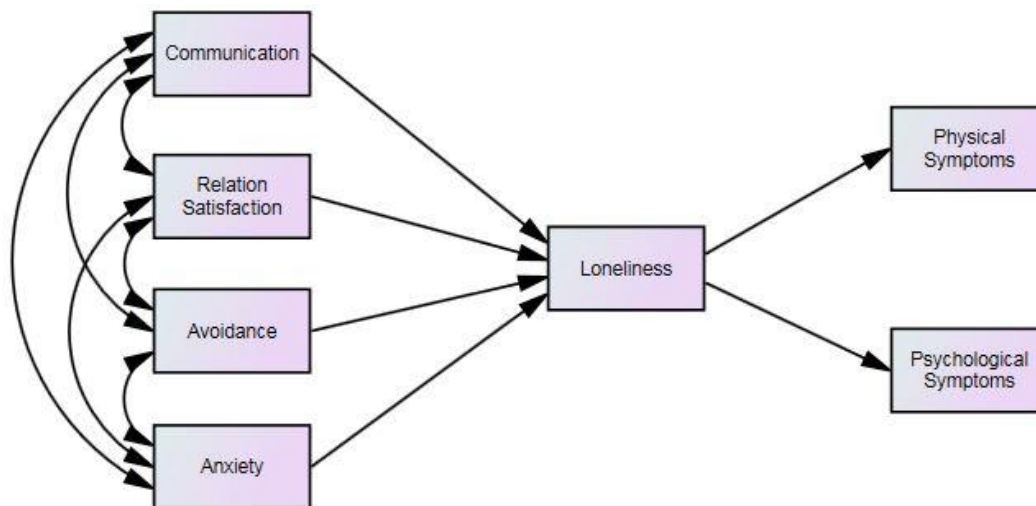 Communication
Relation
Satisfaction
Avoidance
Anxiety
Loneliness
Physical
Symptoms
Psychological
Symptoms